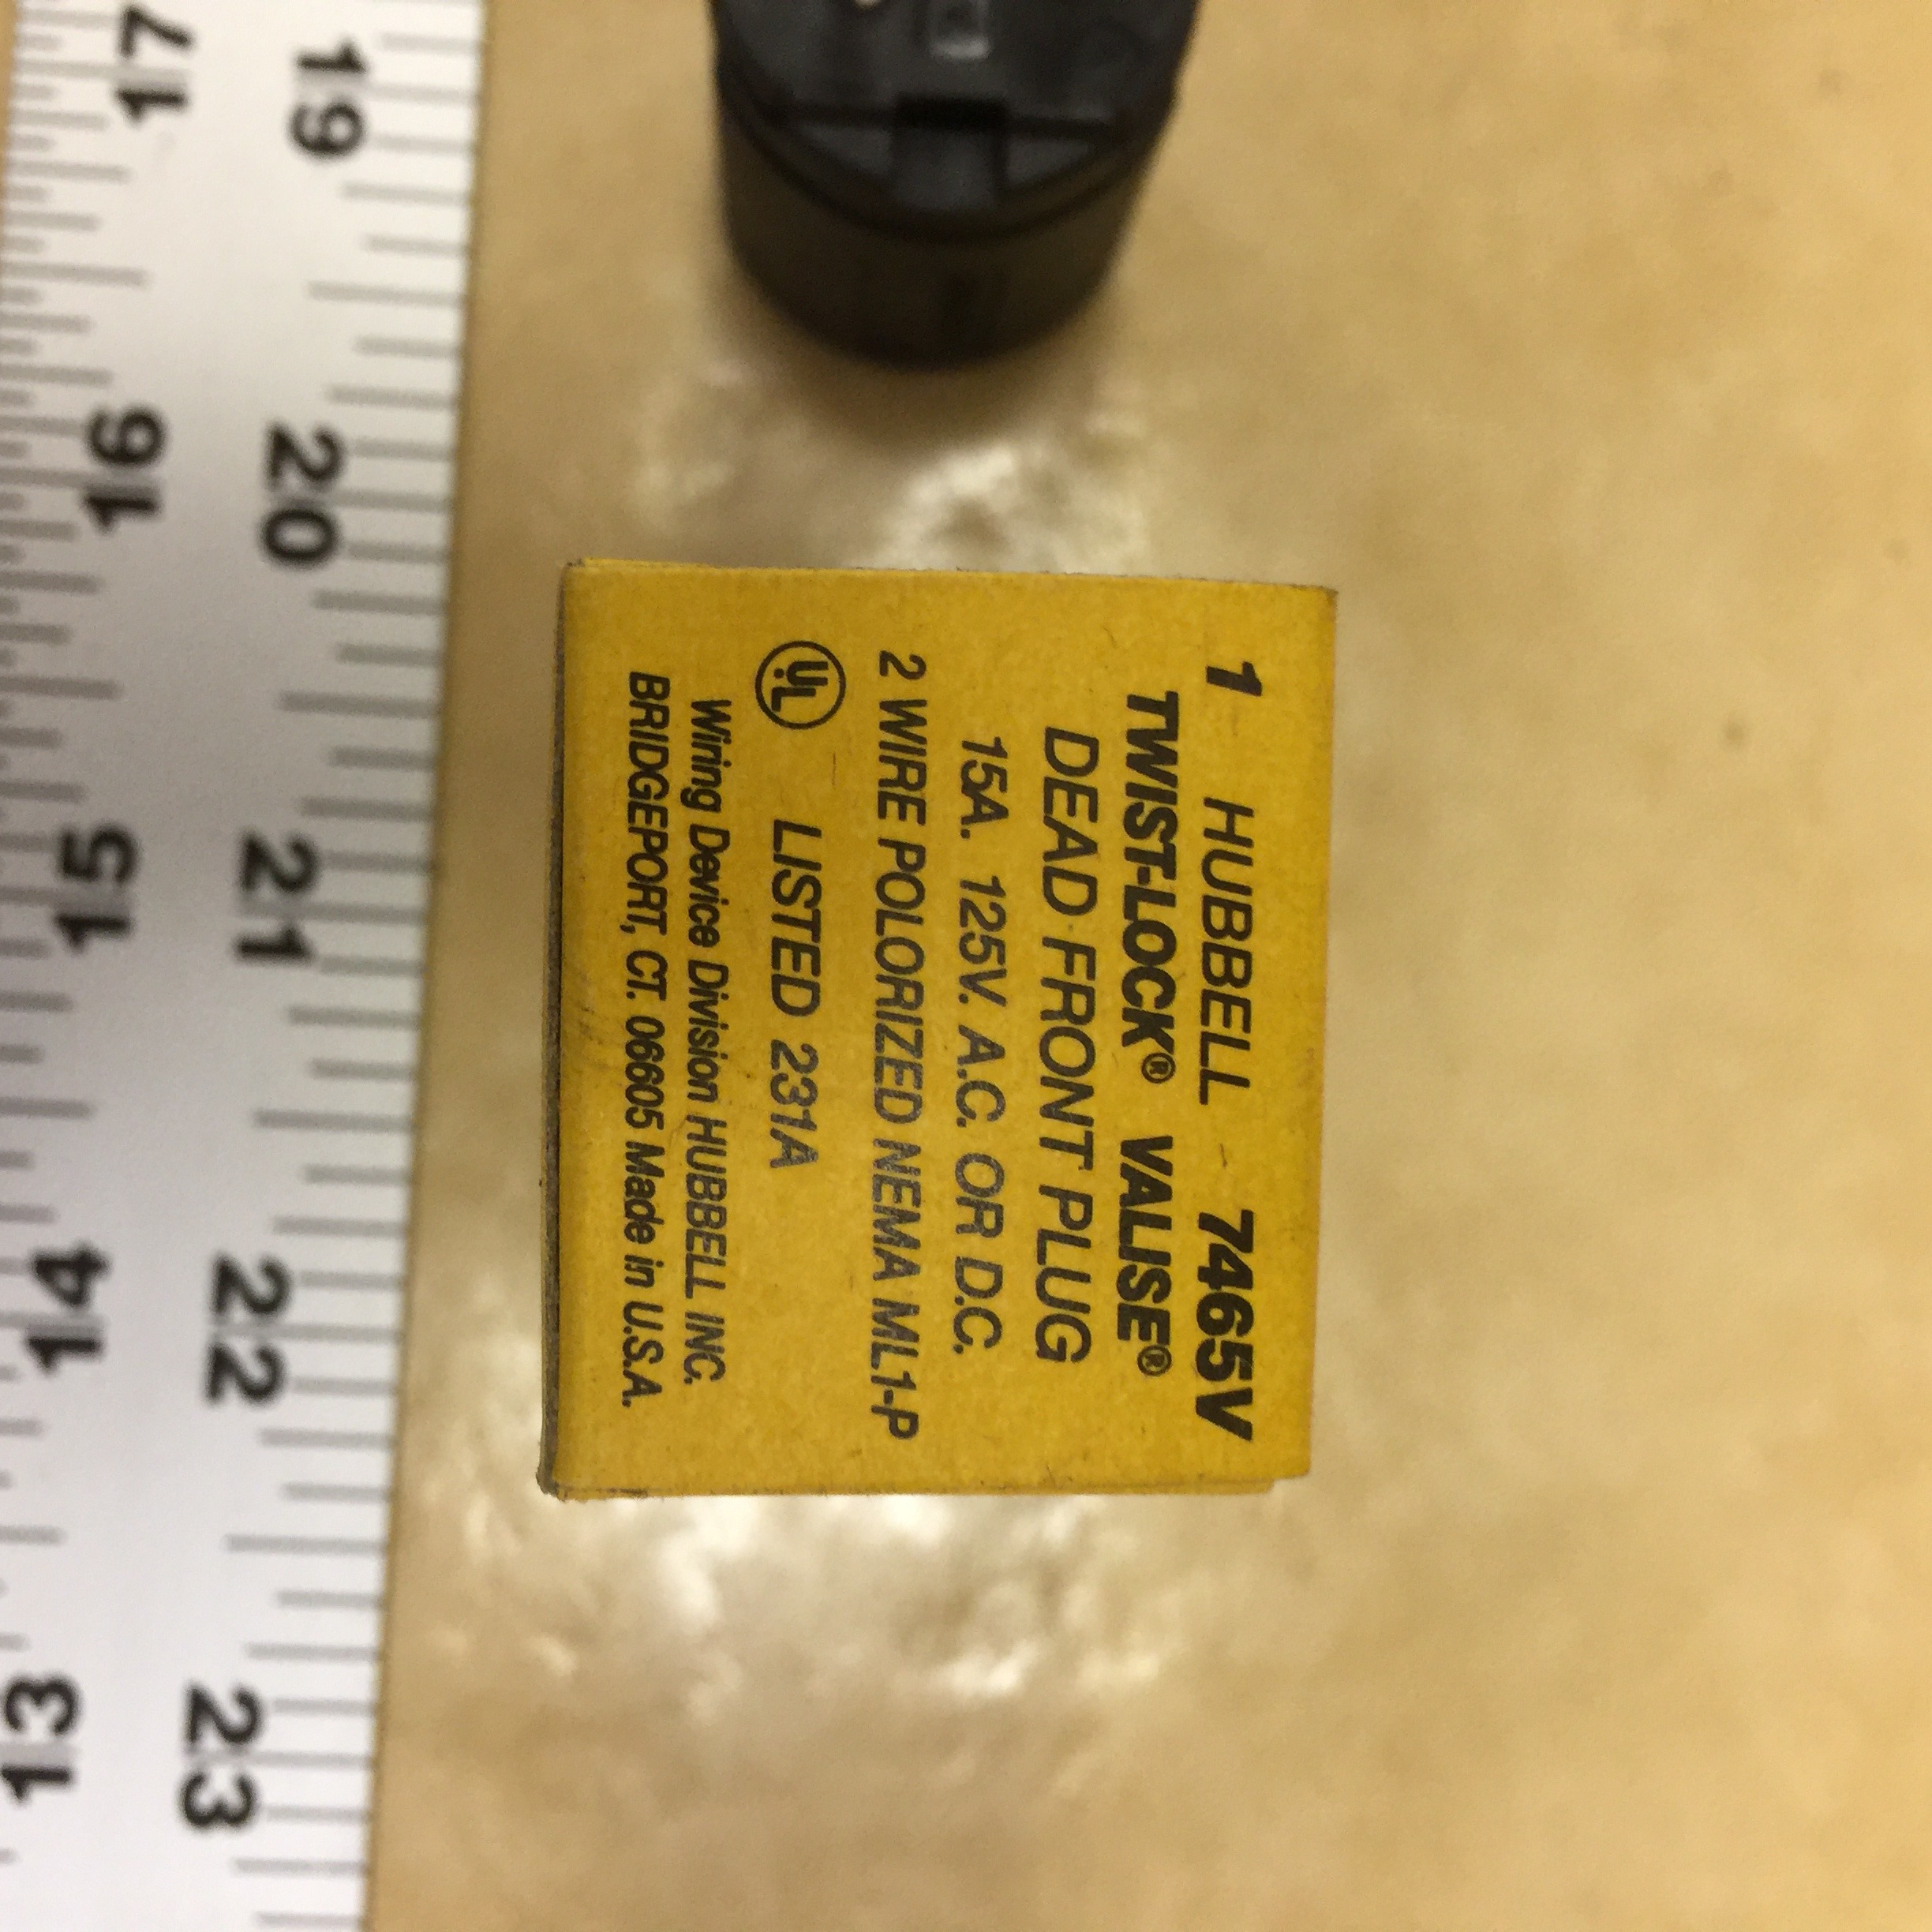 1 HUBBELL 7465V
TWIST-LOCK® VALISE®
DEAD FRONT PLUG
15A. 125V. A.C. OR D.C.
2 WIRE POLORIZED NEMA ML1-P
UL LISTED 231A
Wiring Device Division HUBBELL INC.
BRIDGEPORT, CT. 06605 Made in U.S.A.
19 20 21 22 23
17 16 15 14 13